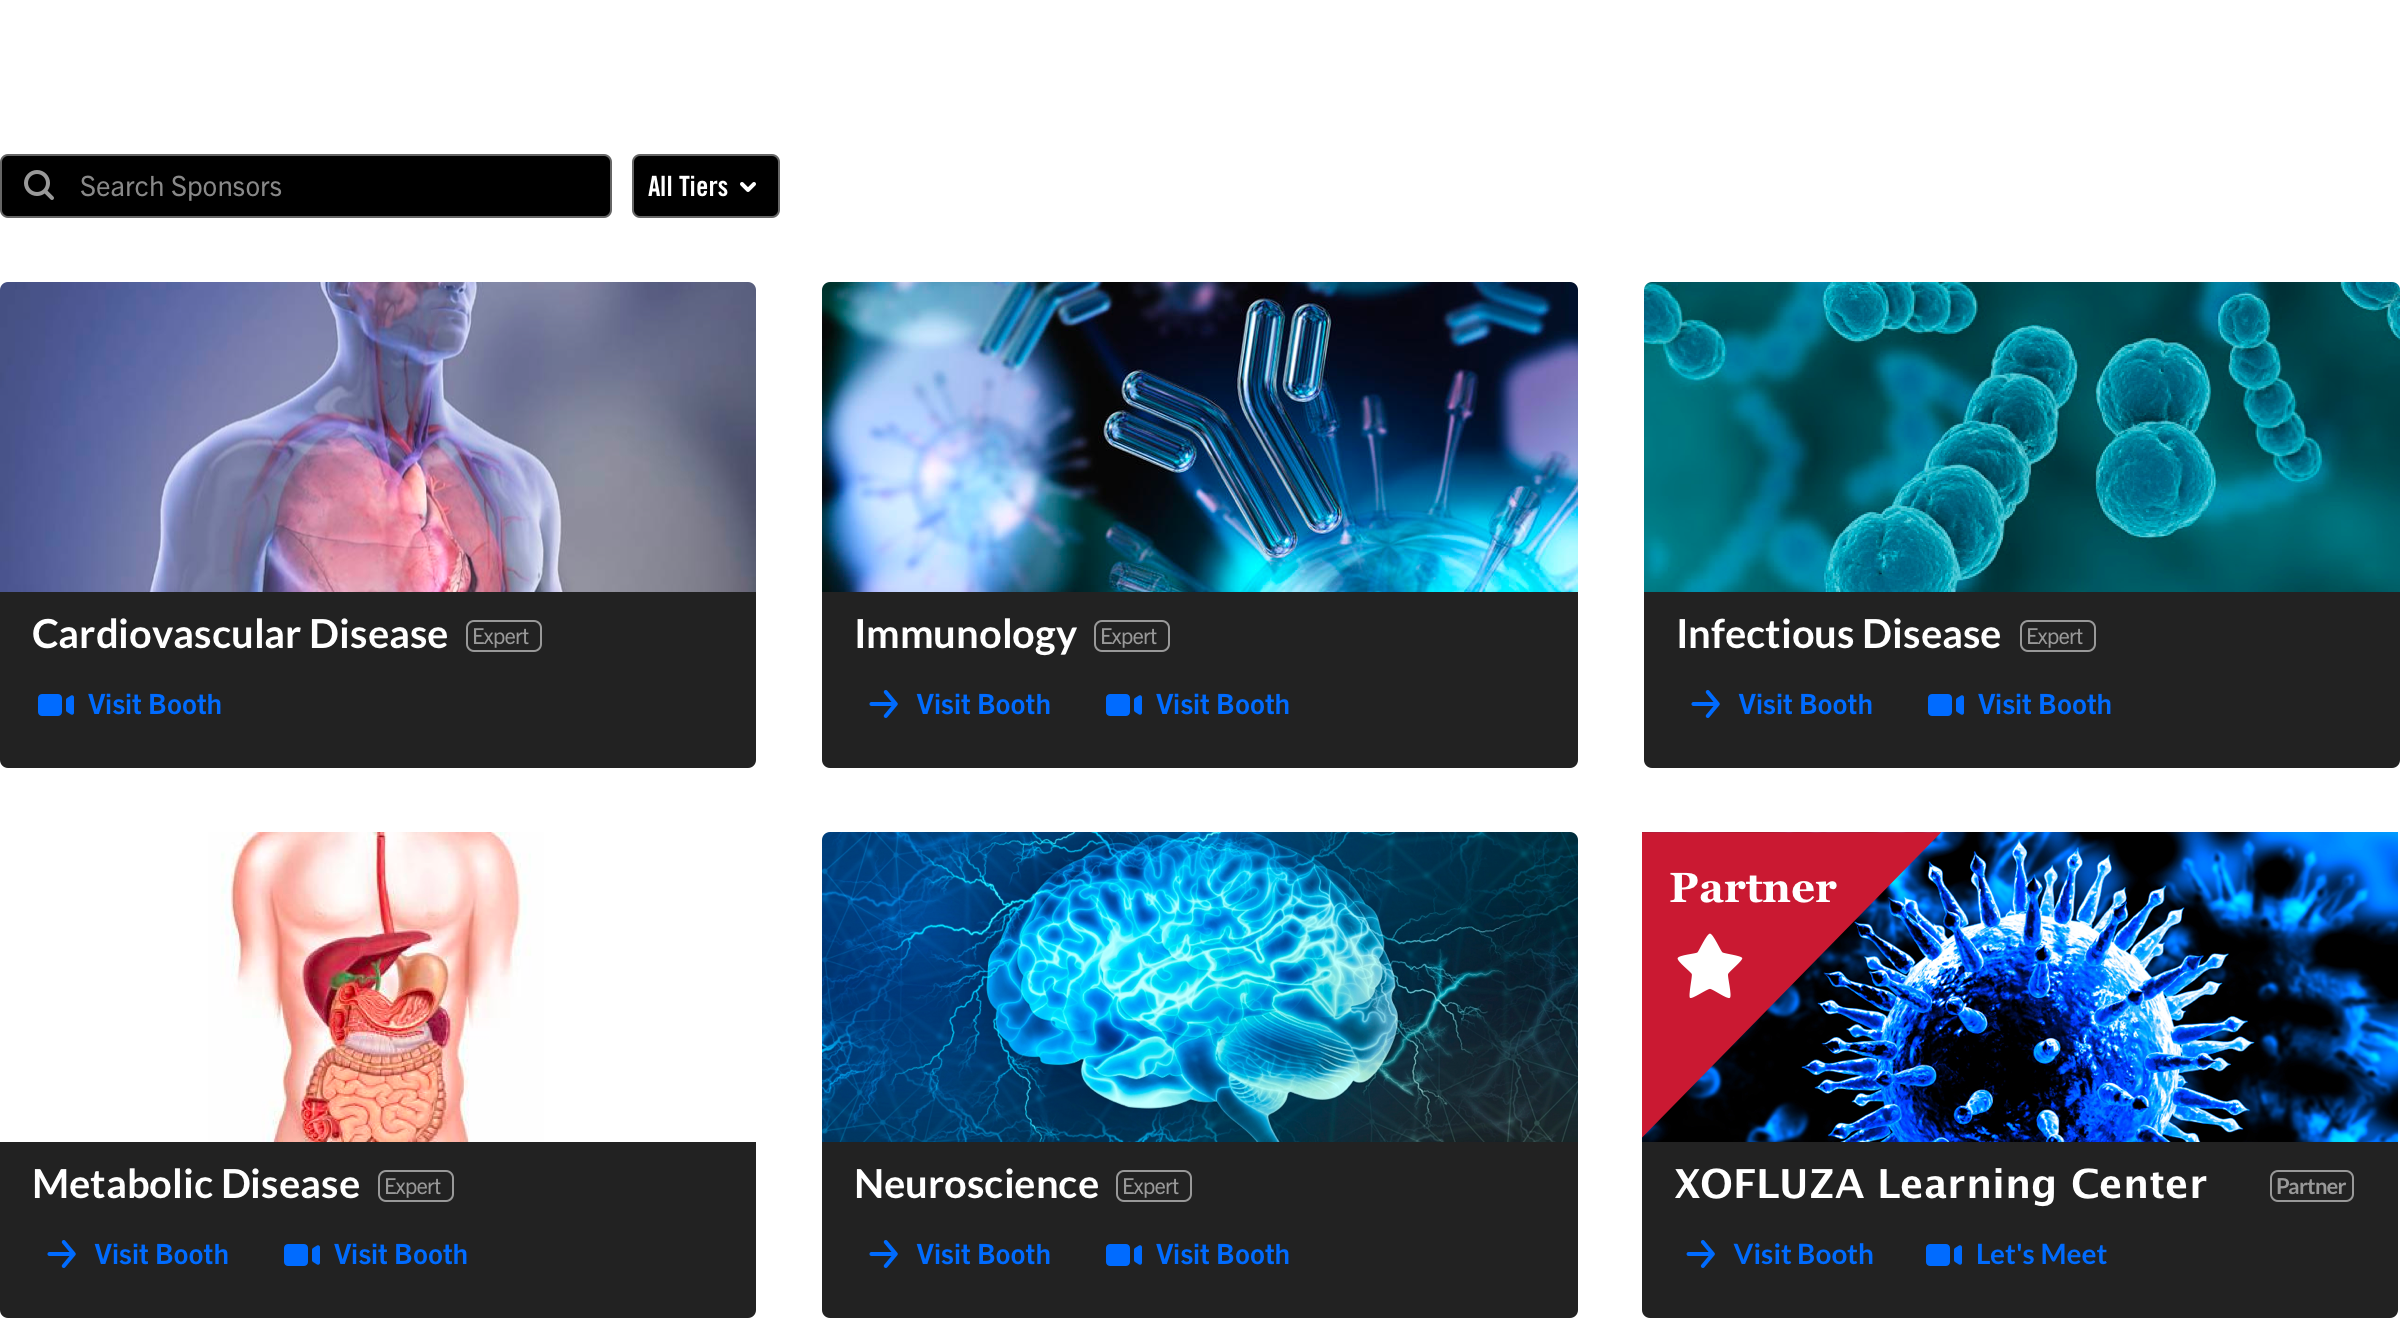 Search Sponsors
All Tiers
Cardiovascular Disease Expert
Visit Booth
Immunology Expert
Visit Booth Visit Booth
Infectious Disease Expert
Visit Booth Visit Booth
Metabolic Disease Expert
Visit Booth Visit Booth
Neuroscience Expert
Visit Booth Visit Booth
Partner
XOFLUZA Learning Center Partner
Visit Booth Let's Meet